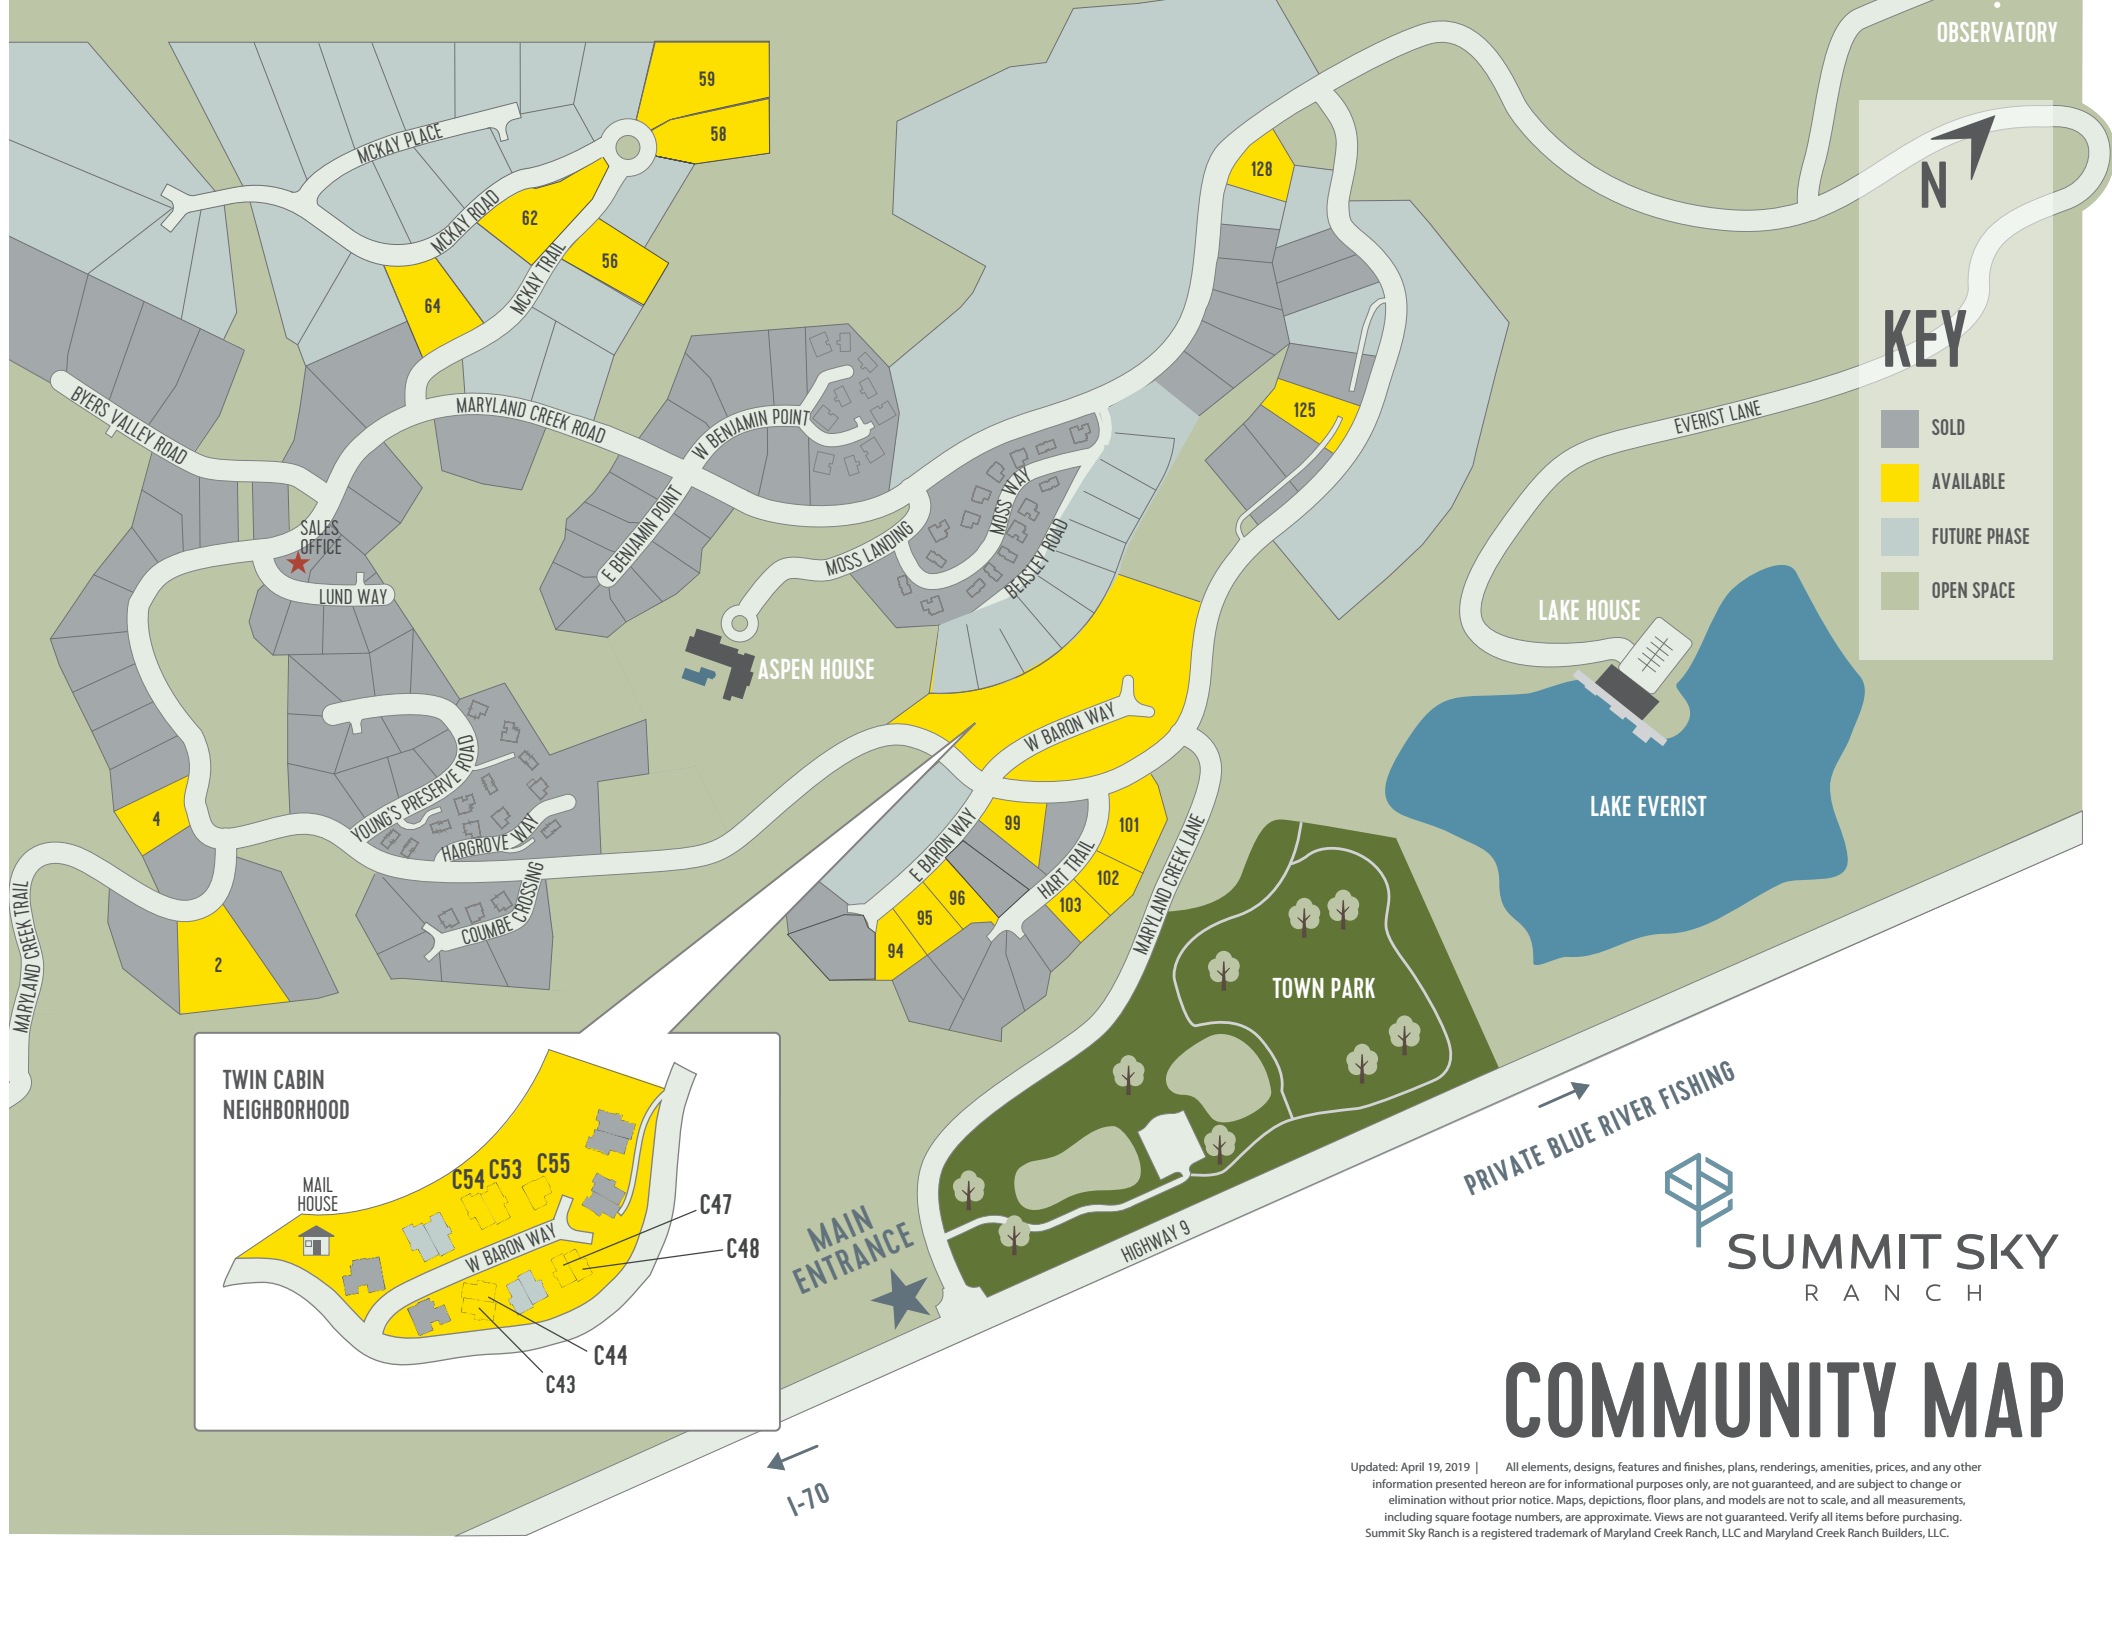 OBSERVATORY
59
58
MCKAY PLACE
128
N
62
MCKAY ROAD
56
MCKAY TRAIL
64
KEY
BYERS VALLEY ROAD
MARYLAND CREEK ROAD
W BENJAMIN POINT
125
EVERIST LANE
SOLD
AVAILABLE
FUTURE PHASE
OPEN SPACE
SALES
OFFICE
E BENJAMIN POINT
MOSS LANDING
MOSS WAY
BEASLEY ROAD
LUND WAY
LAKE HOUSE
ASPEN HOUSE
W BARON WAY
YOUNG'S PRESERVE ROAD
LAKE EVERIST
4
HARGROVE WAY
E BARON WAY
99
101
HART TRAIL
102
103
MARYLAND CREEK LANE
96
95
94
COUMBE CROSSING
MARYLAND CREEK TRAIL
2
TOWN PARK
TWIN CABIN
NEIGHBORHOOD
C54
C53
C55
MAIL
HOUSE
C47
W BARON WAY
C48
C44
C43
MAIN
ENTRANCE
HIGHWAY 9
PRIVATE BLUE RIVER FISHING
SUMMIT SKY
RANCH
COMMUNITY MAP
I-70
Updated: April 19, 2019 | All elements, designs, features and finishes, plans, renderings, amenities, prices, and any other
information presented hereon are for informational purposes only, are not guaranteed, and are subject to change or
elimination without prior notice. Maps, depictions, floor plans, and models are not to scale, and all measurements,
including square footage numbers, are approximate. Views are not guaranteed. Verify all items before purchasing.
Summit Sky Ranch is a registered trademark of Maryland Creek Ranch, LLC and Maryland Creek Ranch Builders, LLC.